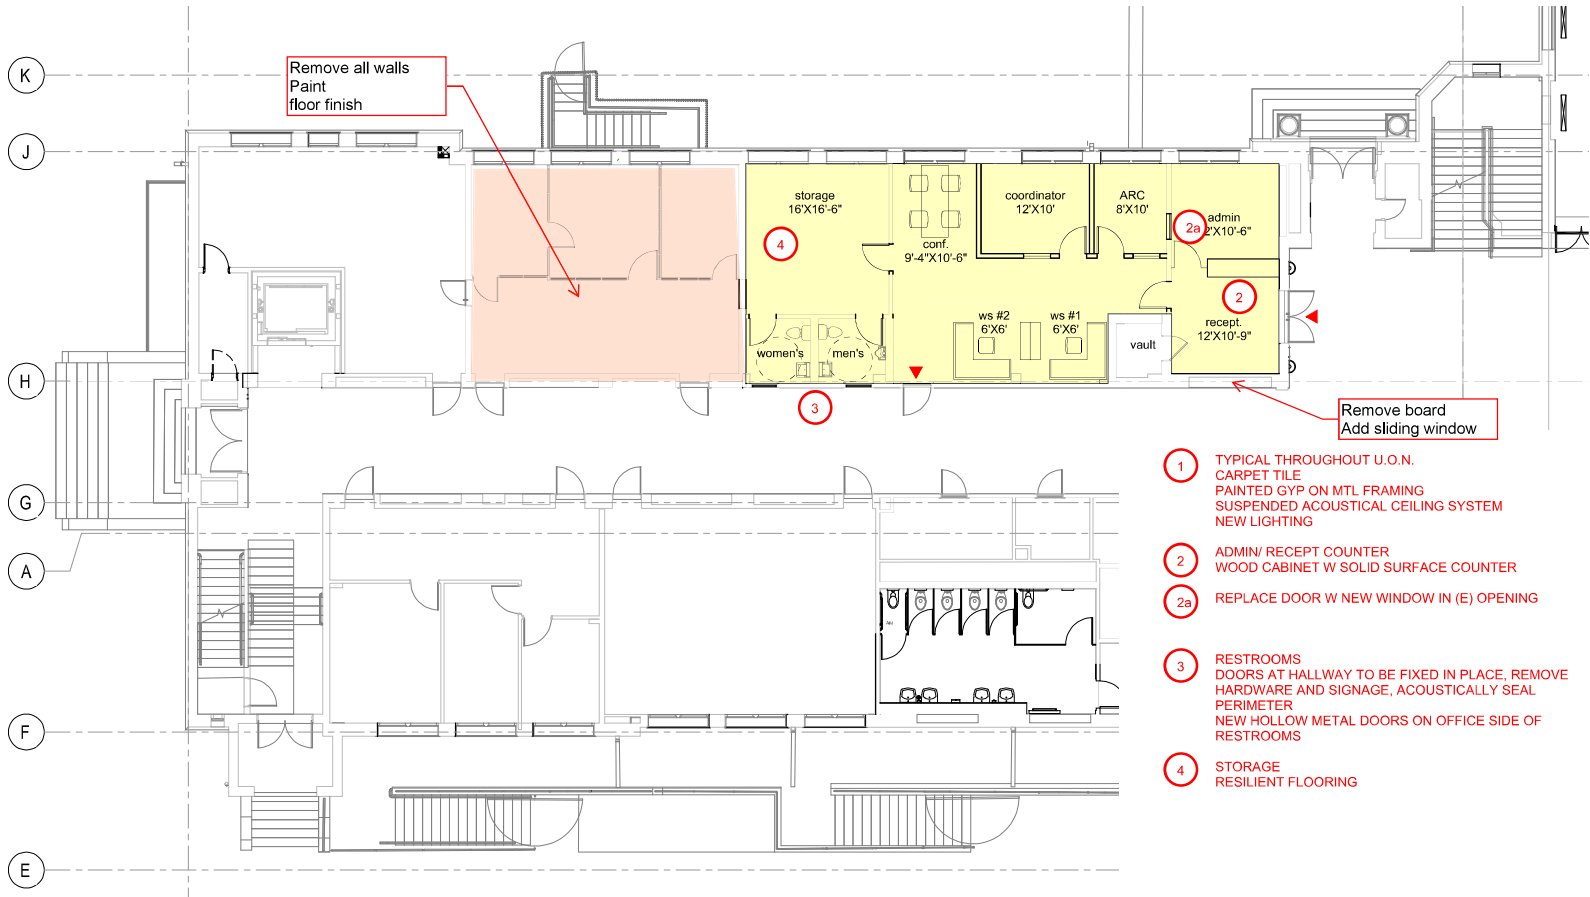 K
Remove all walls
Paint
floor finish
J
storage
16'X16'-6"
4
conf.
9'-4"X10'-6"
coordinator
12'X10'
ARC
8'X10'
2a
admin
2'X10'-6"
2
recept.
12'X10'-9"
ws #2
6'X6'
ws #1
6'X6'
vault
women's
men's
H
3
Remove board
Add sliding window
1
TYPICAL THROUGHOUT U.O.N.
CARPET TILE
PAINTED GYP ON MTL FRAMING
SUSPENDED ACOUSTICAL CEILING SYSTEM
NEW LIGHTING
G
2
ADMIN/ RECEPT COUNTER
WOOD CABINET W SOLID SURFACE COUNTER
A
2a
REPLACE DOOR W NEW WINDOW IN (E) OPENING
3
RESTROOMS
DOORS AT HALLWAY TO BE FIXED IN PLACE, REMOVE
HARDWARE AND SIGNAGE, ACOUSTICALLY SEAL
PERIMETER
NEW HOLLOW METAL DOORS ON OFFICE SIDE OF
RESTROOMS
F
4
STORAGE
RESILIENT FLOORING
E